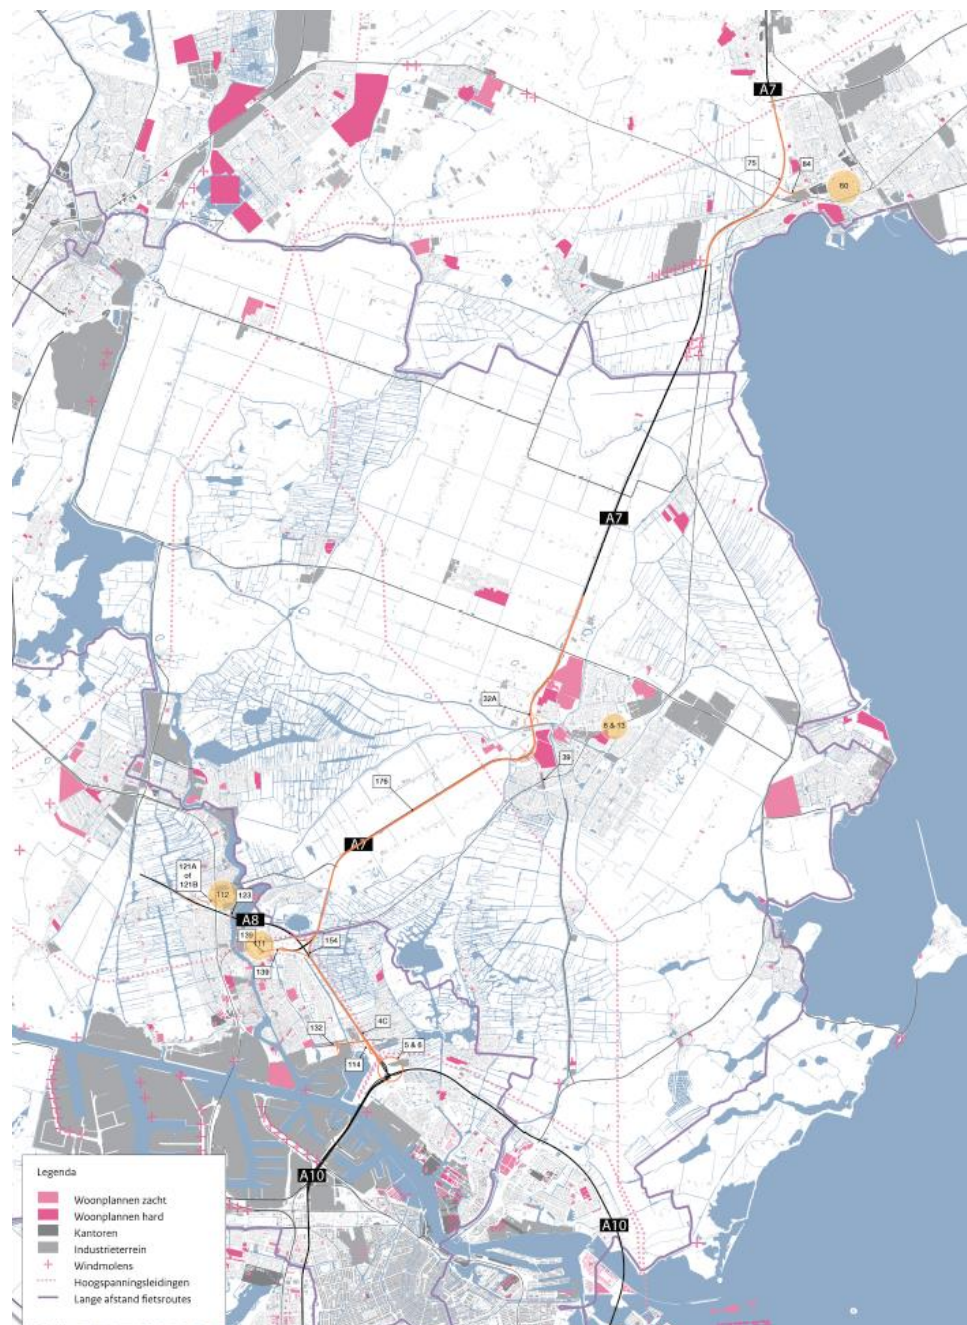 A7
75
84
60
A7
32A
8 & 13
39
176
A7
121A
of
121B
112
123
A8
139
111
154
139
4C
132
5 & 6
114
A10
A10
Legenda
Woonplannen zacht
Woonplannen hard
Kantoren
Industrieterrein
Windmolens
Hoogspanningsleidingen
Lange afstand fietsroutes